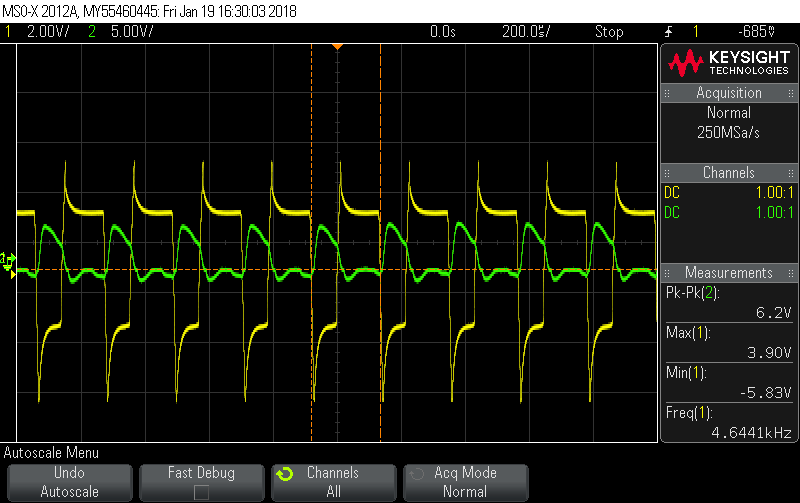 MSO-X 2012A, MY55460445: Fri Jan 19 16:30:03 2018
1 2.00V/ 2 5.00V/ 0.0s 200.0µs/ Stop 1 -685mV
KEYSIGHT
TECHNOLOGIES
Acquisition
Normal
250MSa/s
Channels
DC 1.00:1
DC 1.00:1
Measurements
Pk-Pk(2):
6.2V
Max(1):
3.90V
Min(1):
-5.83V
Freq(1):
4.6441kHz
Autoscale Menu
Undo
Autoscale
Fast Debug
Channels
All
Acq Mode
Normal